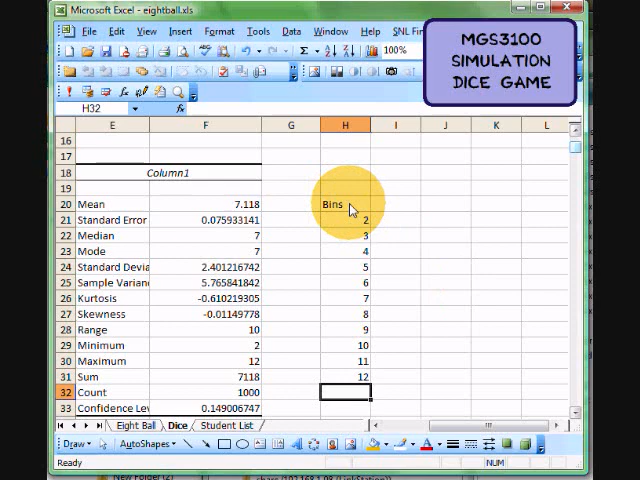 Microsoft Excel - eightball.xls
File Edit View Insert Format Tools Data Window SNL Fin
100%
MGS3100
SIMULATION
DICE GAME
H32 fx
E F G H I J K L
16
17
18 Column1
19
20 Mean 7.118 Bins
21 Standard Error 0.075933141 2
22 Median 7 3
23 Mode 7 4
24 Standard Devia 2.401216742 5
25 Sample Varianc 5.765841842 6
26 Kurtosis -0.610219305 7
27 Skewness -0.01149778 8
28 Range 10 9
29 Minimum 2 10
30 Maximum 12 11
31 Sum 7118 12
32 Count 1000
33 Confidence Lev 0.149006747
Eight Ball Dice Student List
Draw AutoShapes
Ready NUM
New Folder (2)